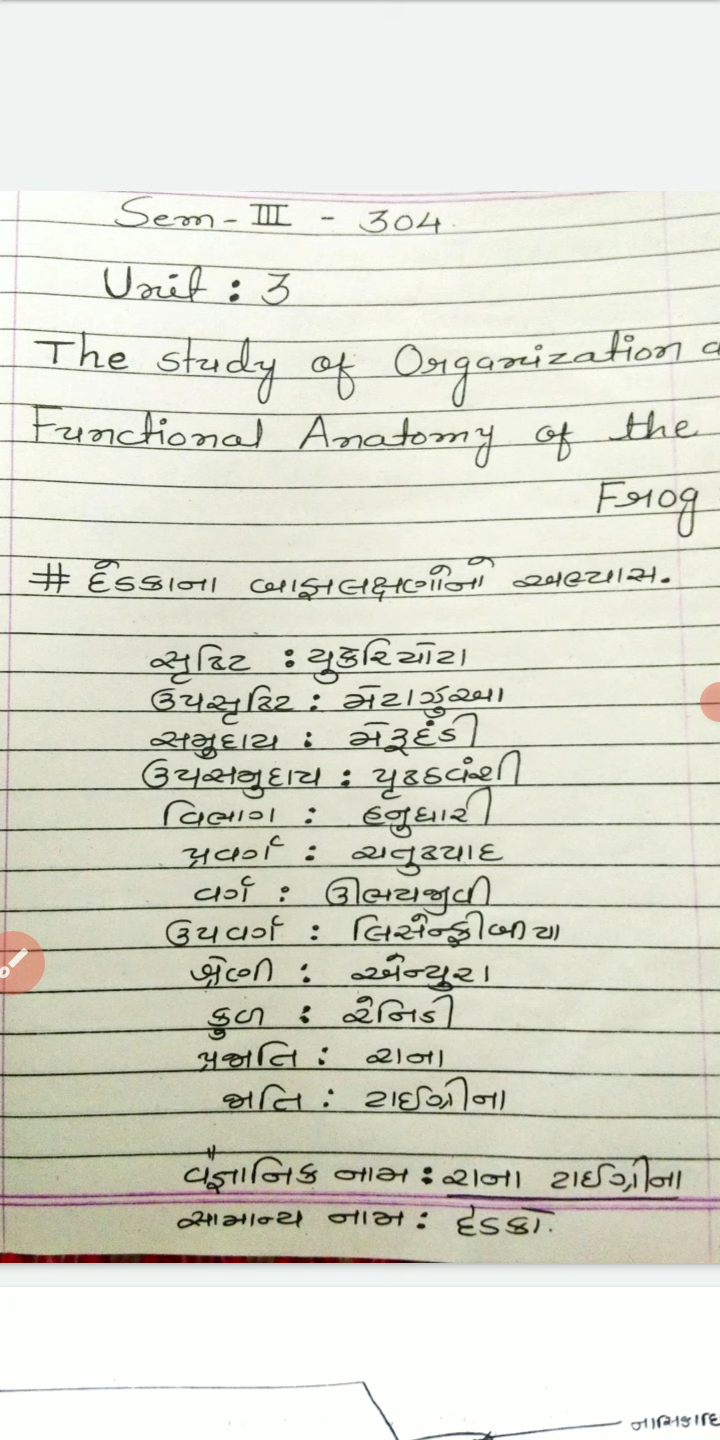 Sem - III - 304.
Unit : 3
The study of Organization
Functional Anatomy of the
Frog
# દેડકાના બાહ્યલક્ષણોનો અભ્યાસ.
સૃષ્ટિ : યુકેરિયોટા
ઉપસૃષ્ટિ : મેટાઝુઆ
સમુદાય : મેરૂદંડી
ઉપસમુદાય : પૃષ્ઠવંશી
વિભાગ : હનુધારી
પ્રવર્ગ : ચતુષ્પાદ
વર્ગ : ઊભયજીવી
ઉપવર્ગ : લિસેન્ફીબીયા
શ્રેણી : એન્યુરા
કુળ : રેનિડી
પ્રજાતિ : રાના
જાતિ : ટાઈગ્રીના
વૈજ્ઞાનિક નામ : રાના ટાઈગ્રીના
સામાન્ય નામ : દેડકો.